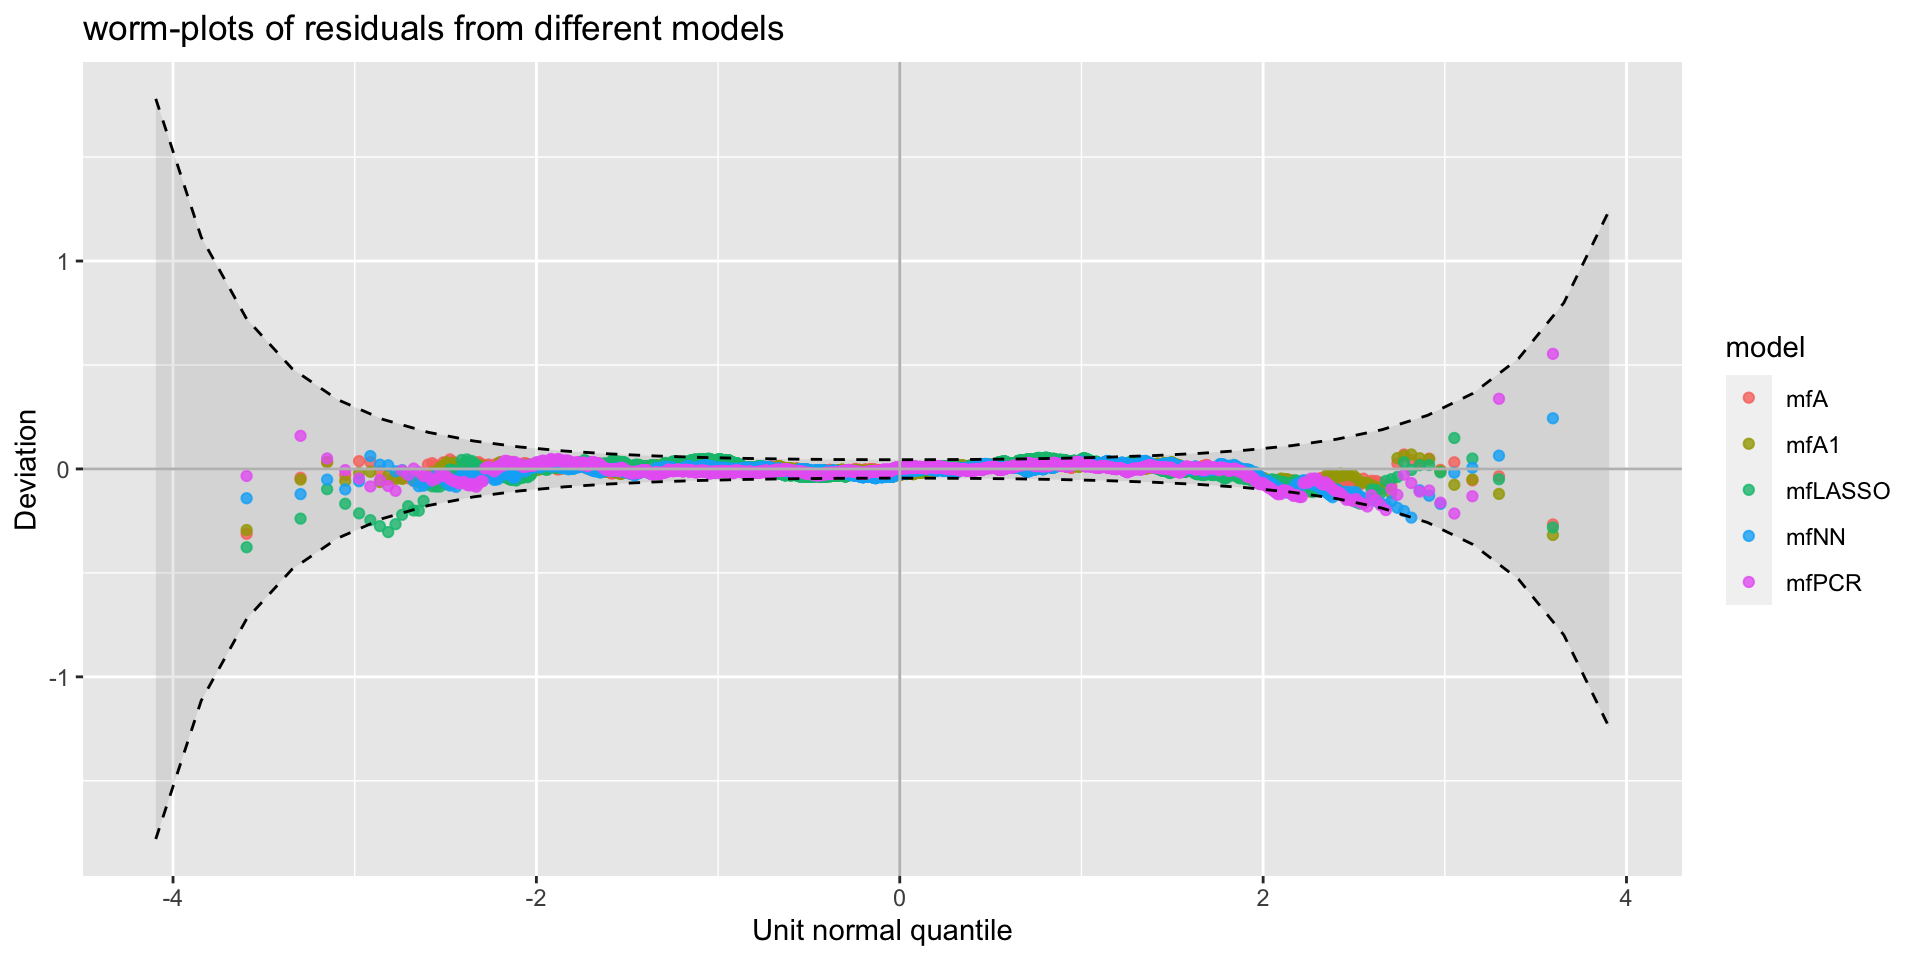 worm-plots of residuals from different models
Deviation
1
0
-1
-4
-2
0
2
4
Unit normal quantile
model
mfA
mfA1
mfLASSO
mfNN
mfPCR